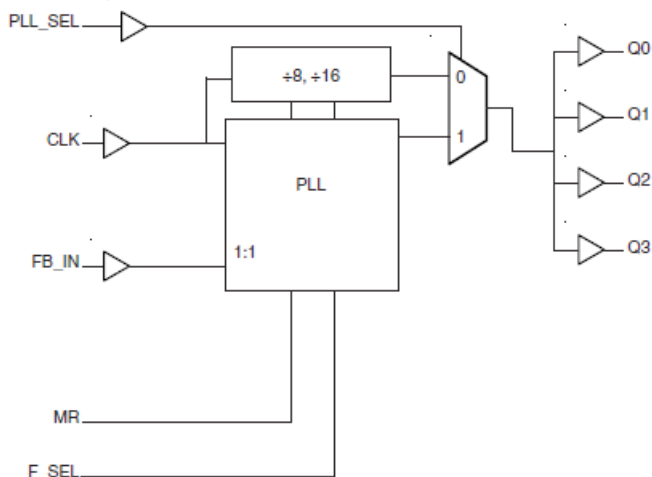 PLL_SEL
÷8, ÷16
0
Q0
CLK
1
Q1
PLL
Q2
1:1
FB_IN
Q3
MR
F_SEL